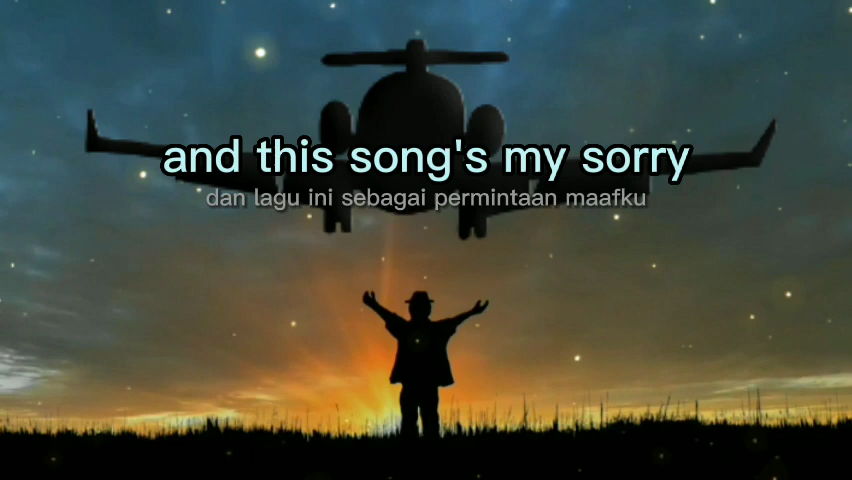 and this song's my sorry
dan lagu ini sebagai permintaan maafku